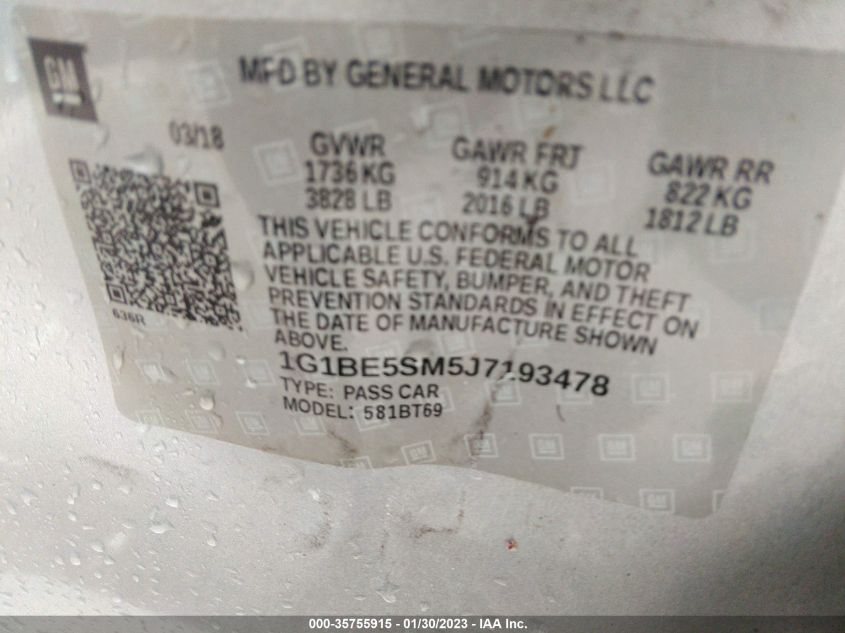 GM
MFD BY GENERAL MOTORS LLC
03/18
GVWR
1736 KG
3828 LB
GAWR FRT
914 KG
2016 LB
GAWR RR
822 KG
1812 LB
THIS VEHICLE CONFORMS TO ALL
APPLICABLE U.S. FEDERAL MOTOR
VEHICLE SAFETY, BUMPER, AND THEFT
PREVENTION STANDARDS IN EFFECT ON
THE DATE OF MANUFACTURE SHOWN
ABOVE.
636R
1G1BE5SM5J7193478
TYPE: PASS CAR
MODEL: 581BT69
000-35755915 - 01/30/2023 - IAA Inc.